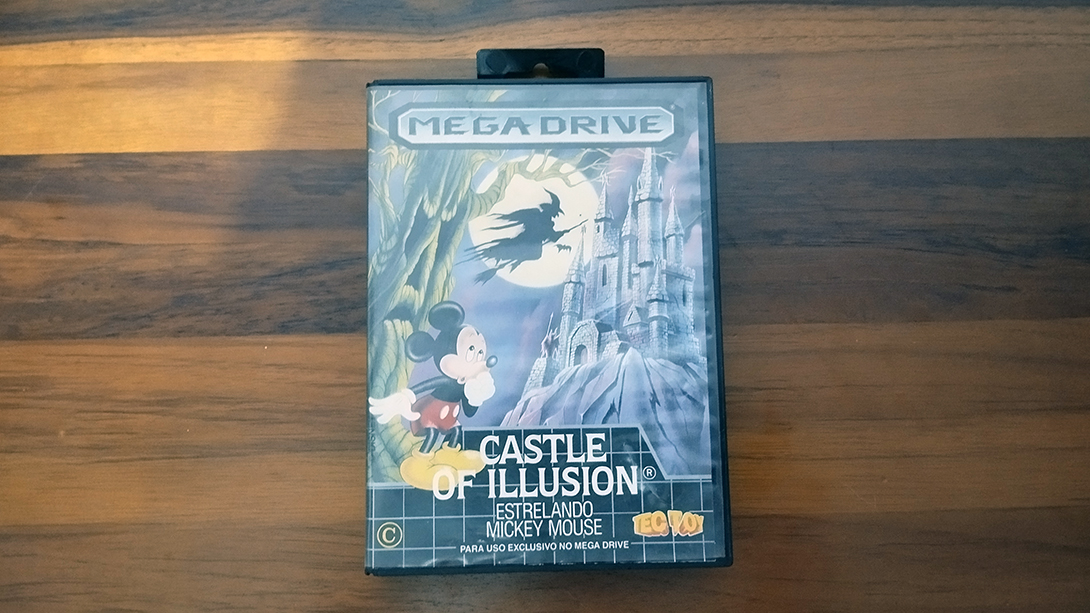 MEGA DRIVE
CASTLE
OF ILLUSION®
ESTRELANDO
MICKEY MOUSE
TEC TOY
©
PARA USO EXCLUSIVO NO MEGA DRIVE